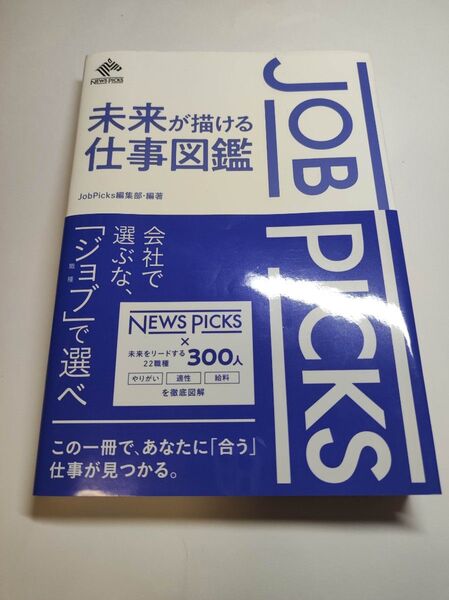 NEWS PICKS
未来が描ける
仕事図鑑
JobPicks編集部・編著
JOB PICKS
会社で
選ぶな、
「ジョブ」で選べ
職種
NEWS PICKS
×
未来をリードする
22職種
300人
やりがい 適性 給料
を徹底図解
この一冊で、あなたに「合う」
仕事が見つかる。